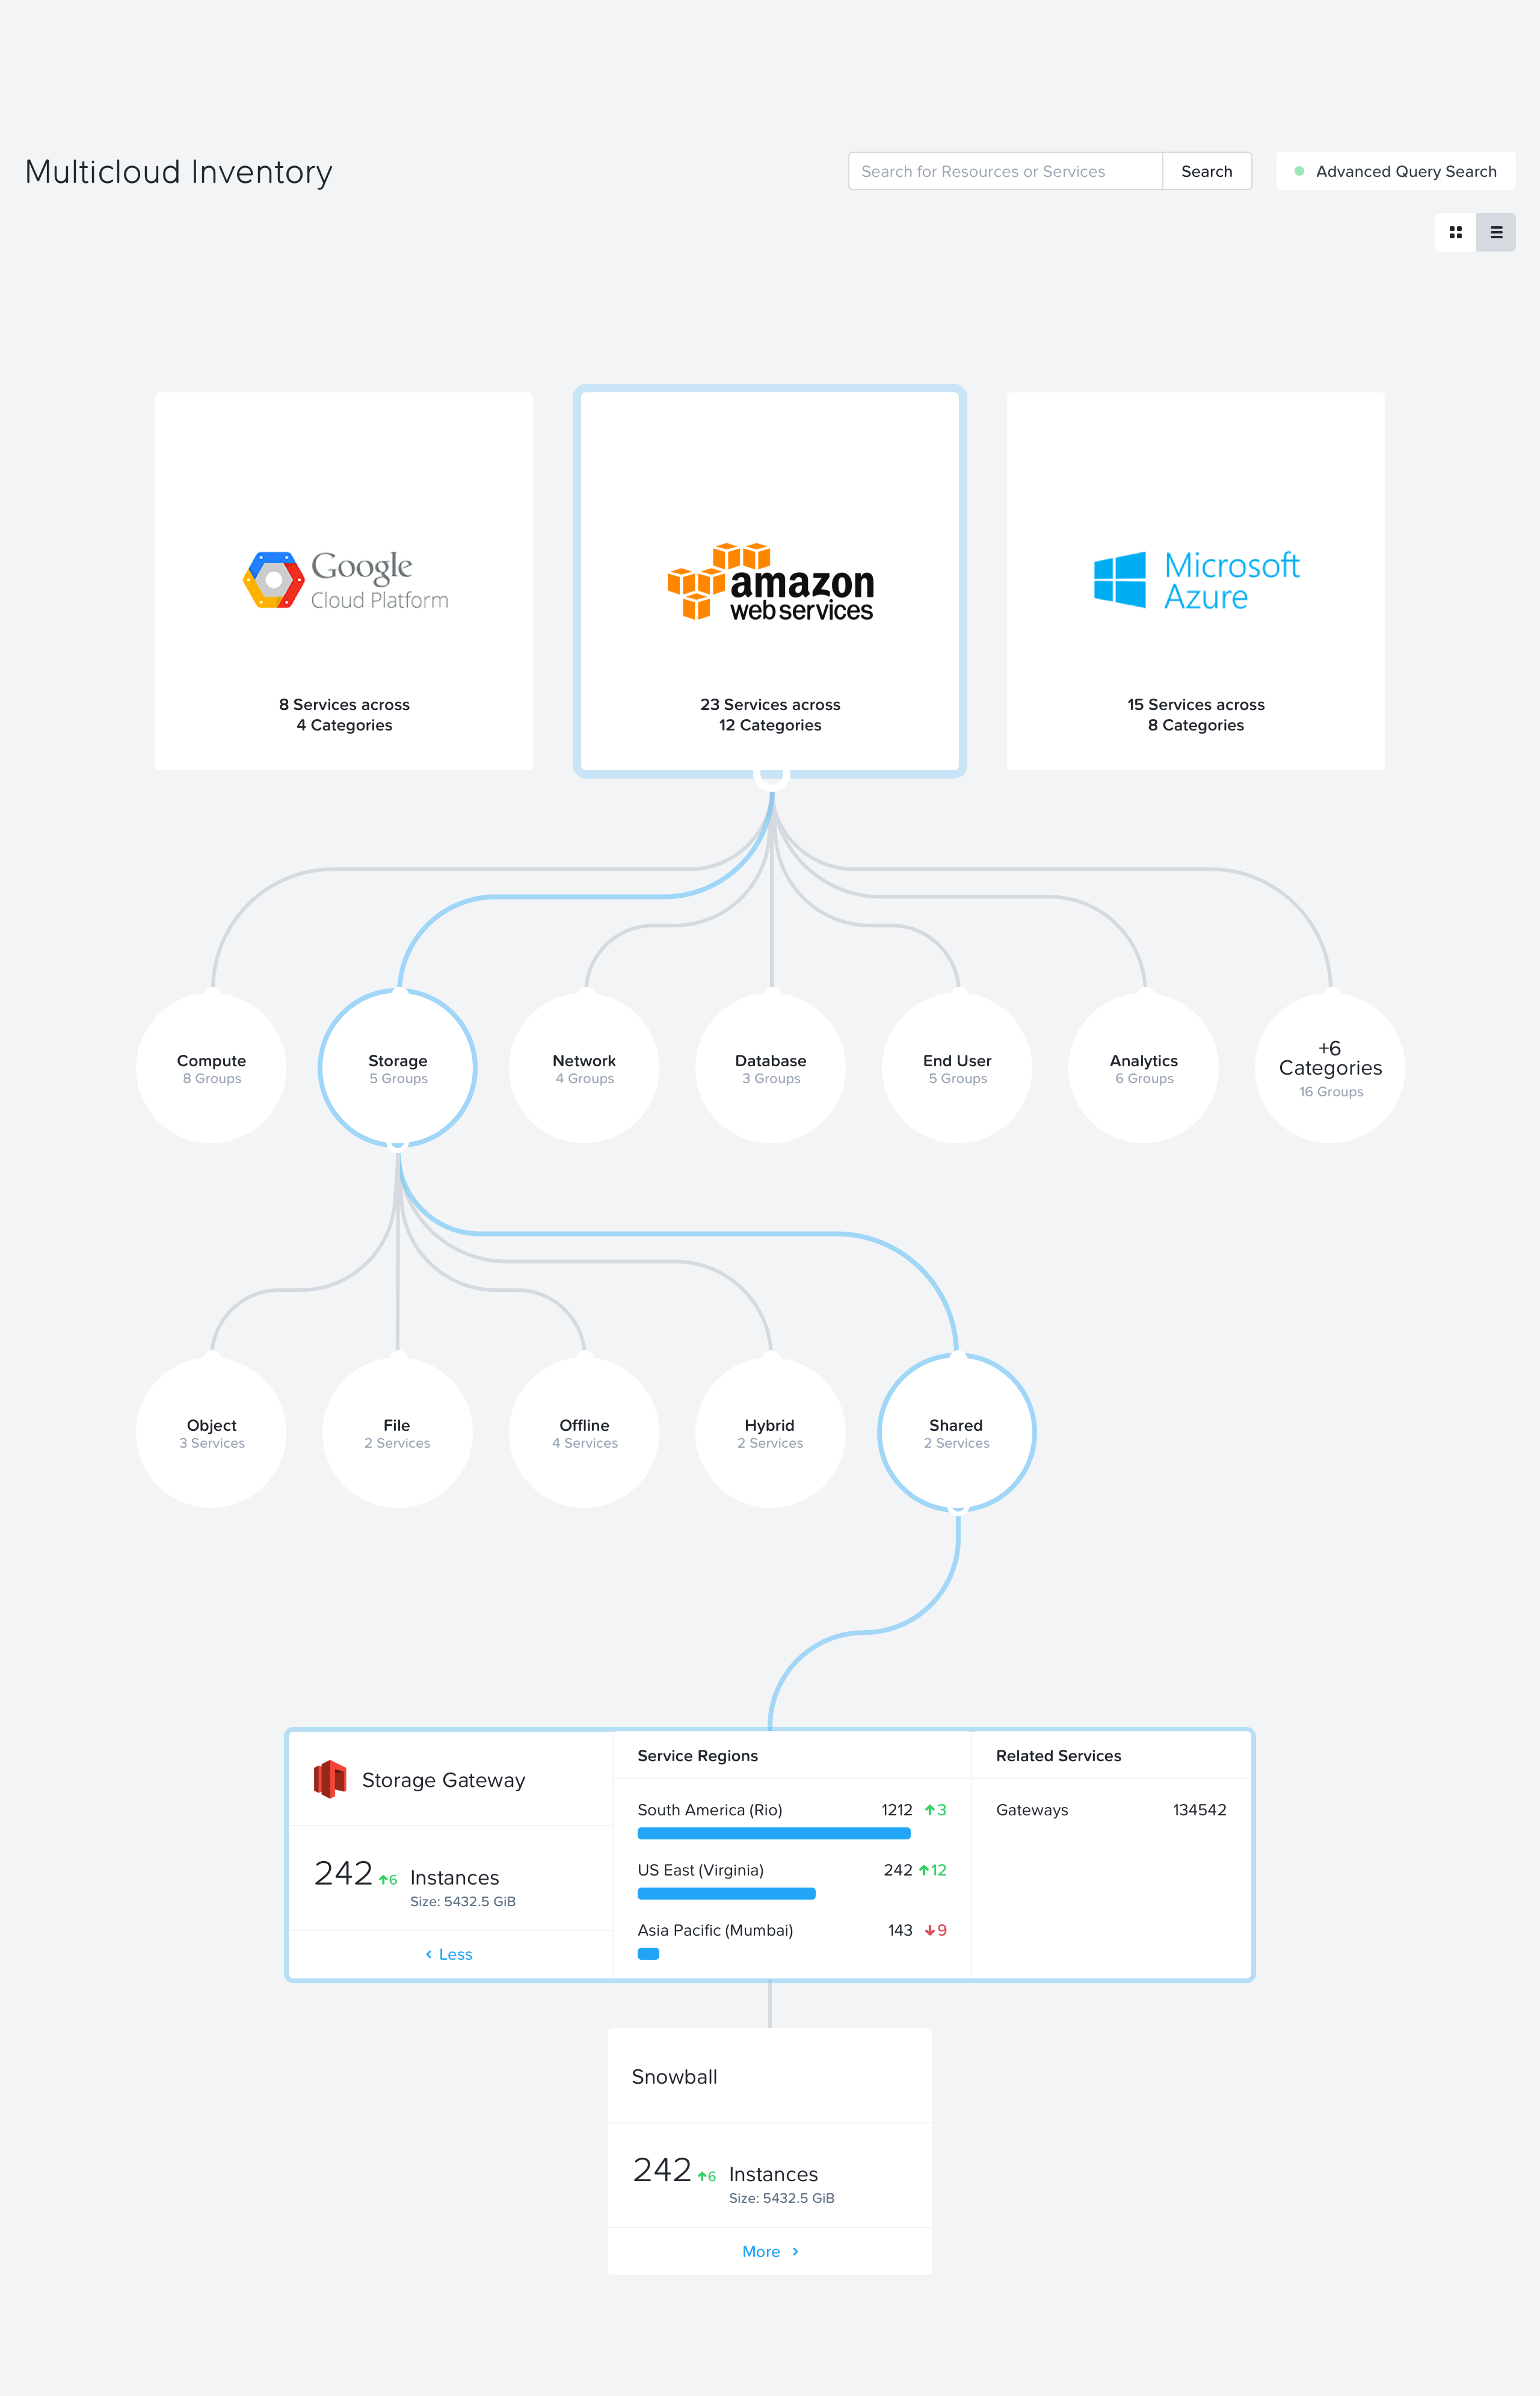 Multicloud Inventory
Search for Resources or Services
Search
Advanced Query Search
Google
Cloud Platform
8 Services across
4 Categories
amazon
web services
23 Services across
12 Categories
Microsoft
Azure
15 Services across
8 Categories
Compute
8 Groups
Storage
5 Groups
Network
4 Groups
Database
3 Groups
End User
5 Groups
Analytics
6 Groups
+6
Categories
16 Groups
Object
3 Services
File
2 Services
Offline
4 Services
Hybrid
2 Services
Shared
2 Services
Storage Gateway
242 6 Instances
Size: 5432.5 GiB
Less
Service Regions
South America (Rio) 1212 3
US East (Virginia) 242 12
Asia Pacific (Mumbai) 143 9
Related Services
Gateways 134542
Snowball
242 6 Instances
Size: 5432.5 GiB
More